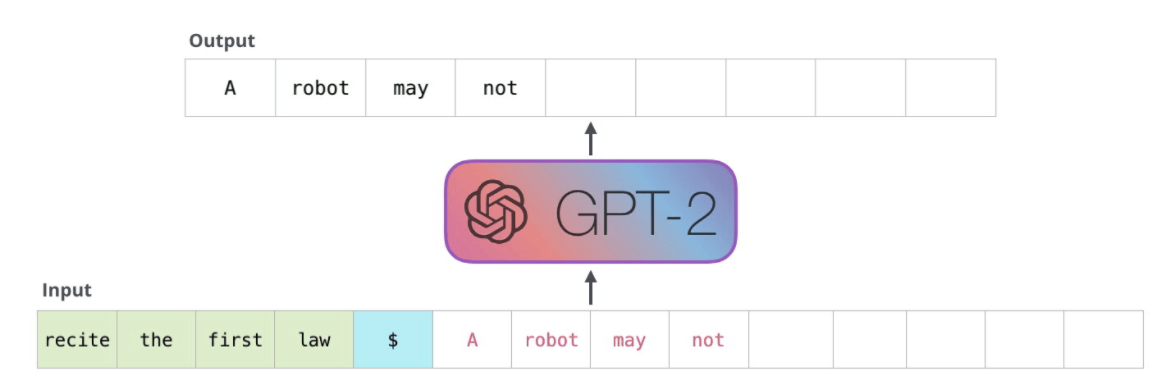 Output
A robot may not
GPT-2
Input
recite the first law $ A robot may not